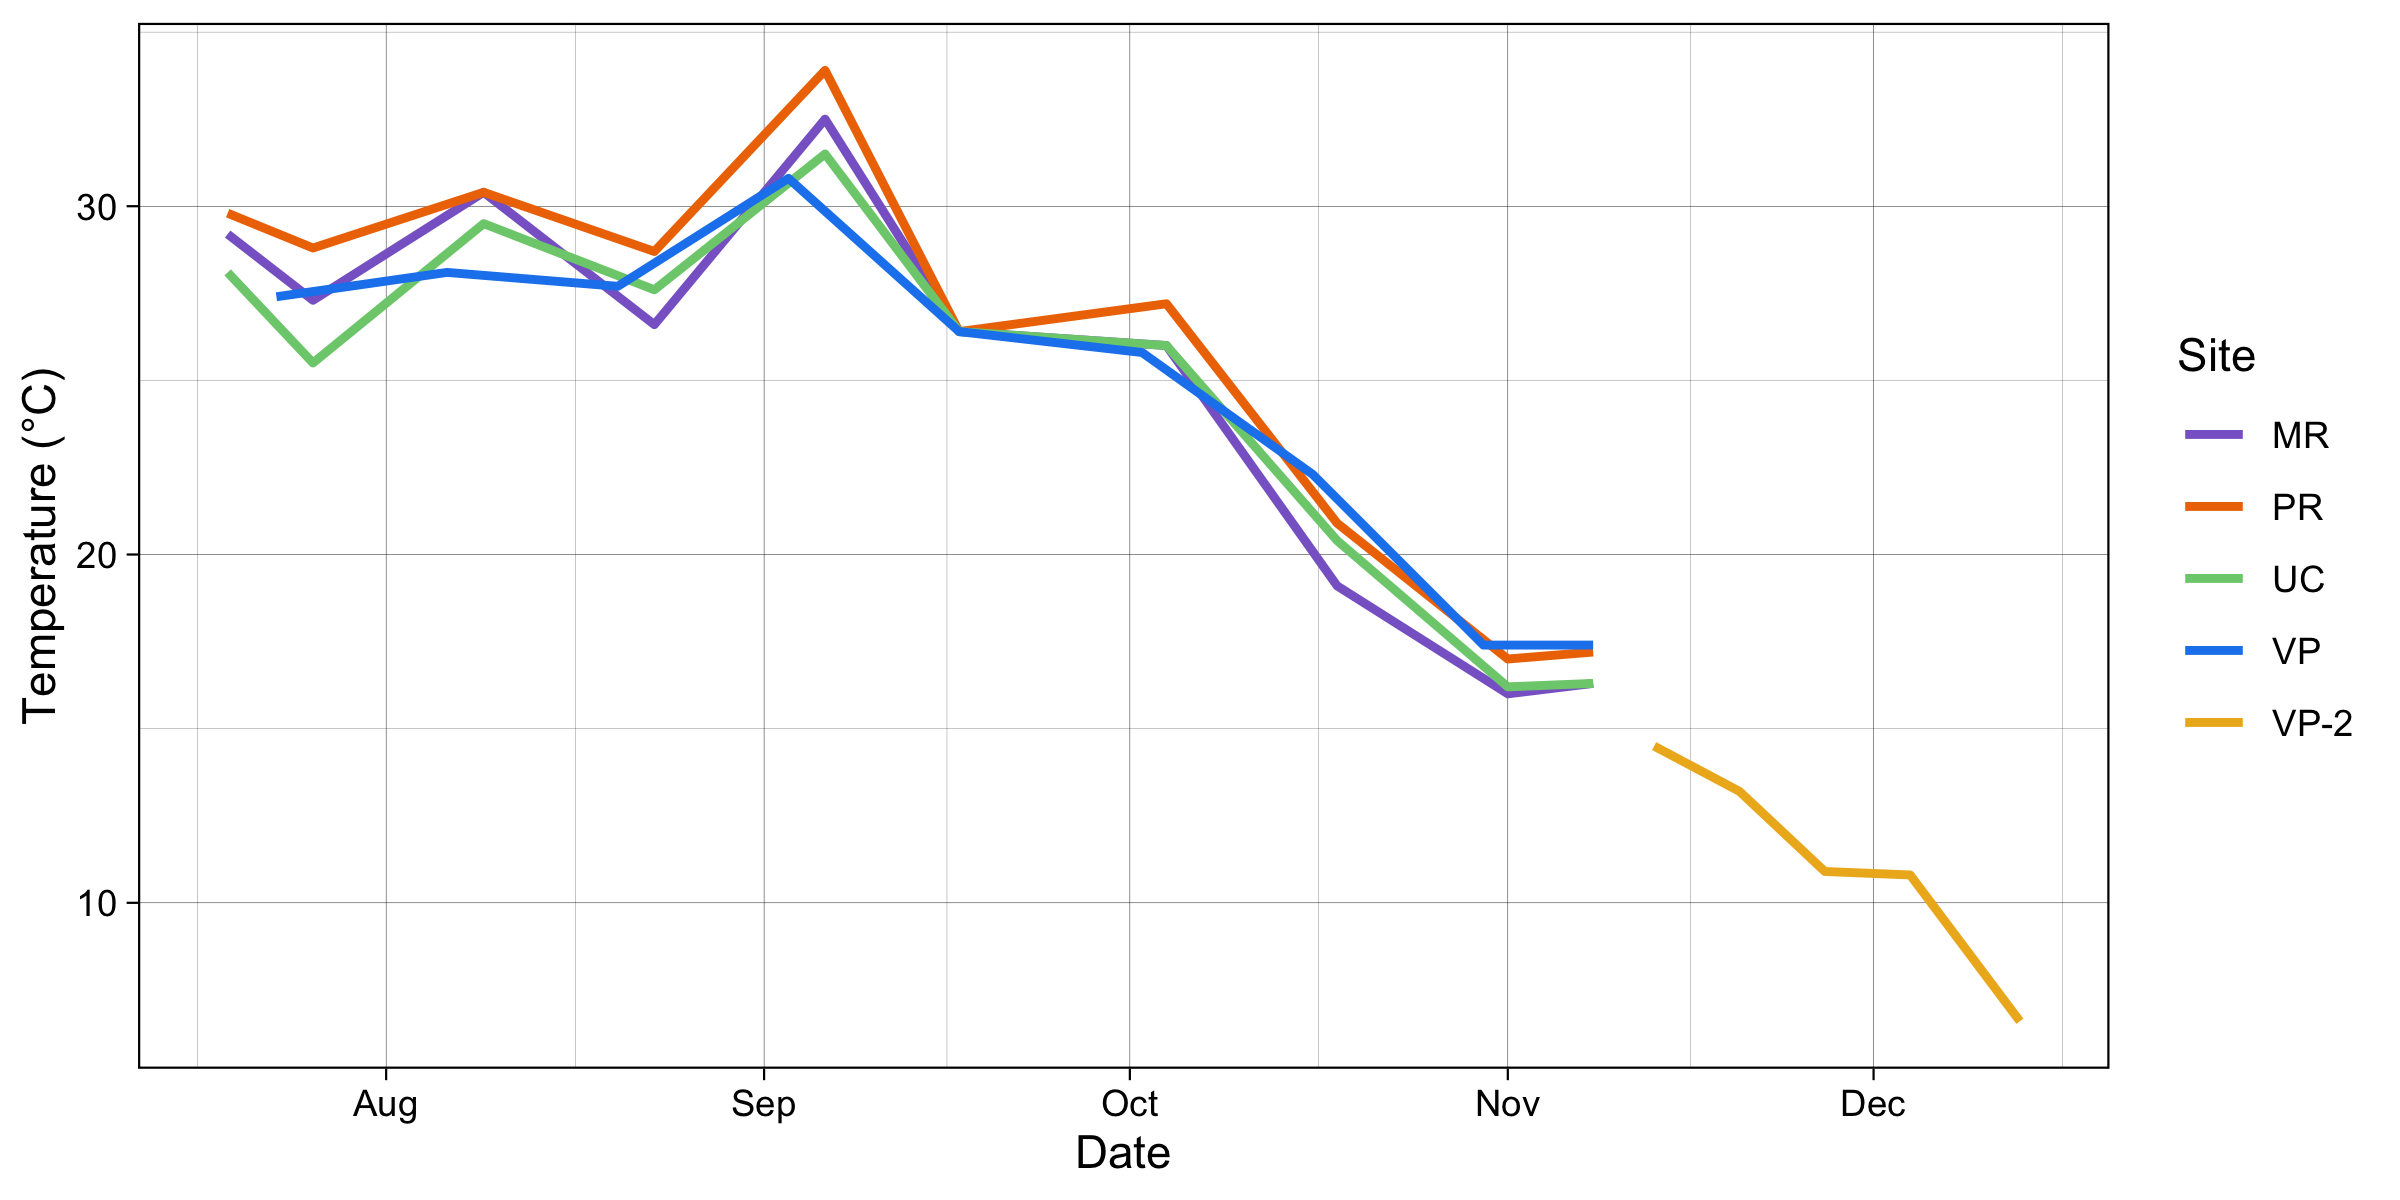 Temperature (°C)
30
20
10
Aug Sep Oct Nov Dec
Date
Site
MR
PR
UC
VP
VP-2